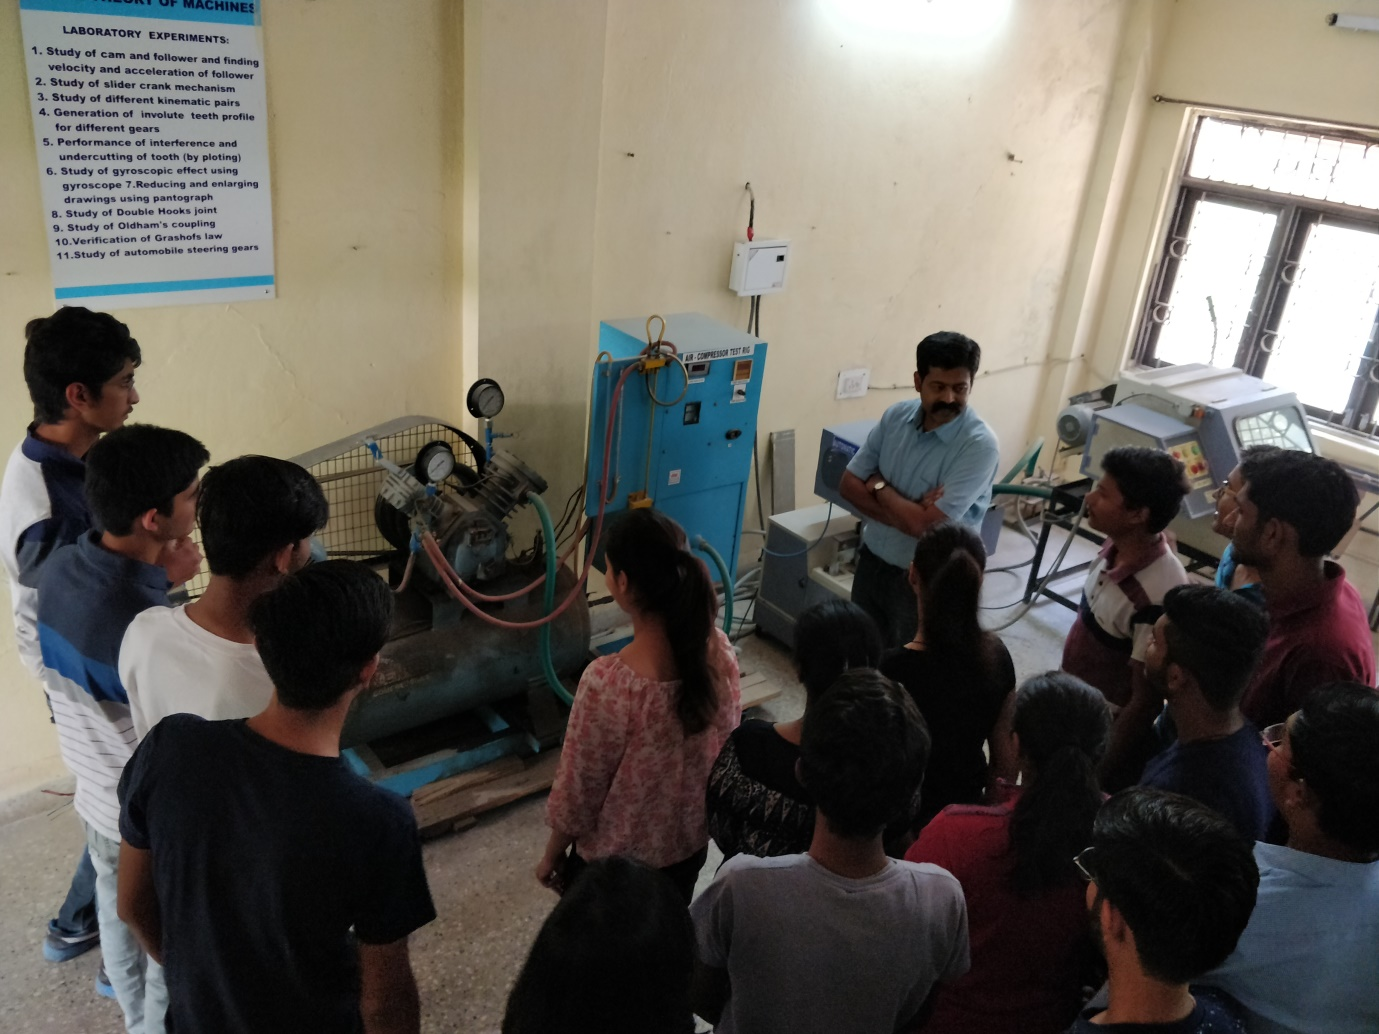 THEORY OF MACHINES
LABORATORY EXPERIMENTS:
1. Study of cam and follower and finding
velocity and acceleration of follower
2. Study of slider crank mechanism
3. Study of different kinematic pairs
4. Generation of involute teeth profile
for different gears
5. Performance of interference and
undercutting of tooth (by ploting)
6. Study of gyroscopic effect using
gyroscope 7.Reducing and enlarging
drawings using pantograph
8. Study of Double Hooks joint
9. Study of Oldham's coupling
10.Verification of Grashofs law
11.Study of automobile steering gears
AIR - COMPRESSOR TEST RIG